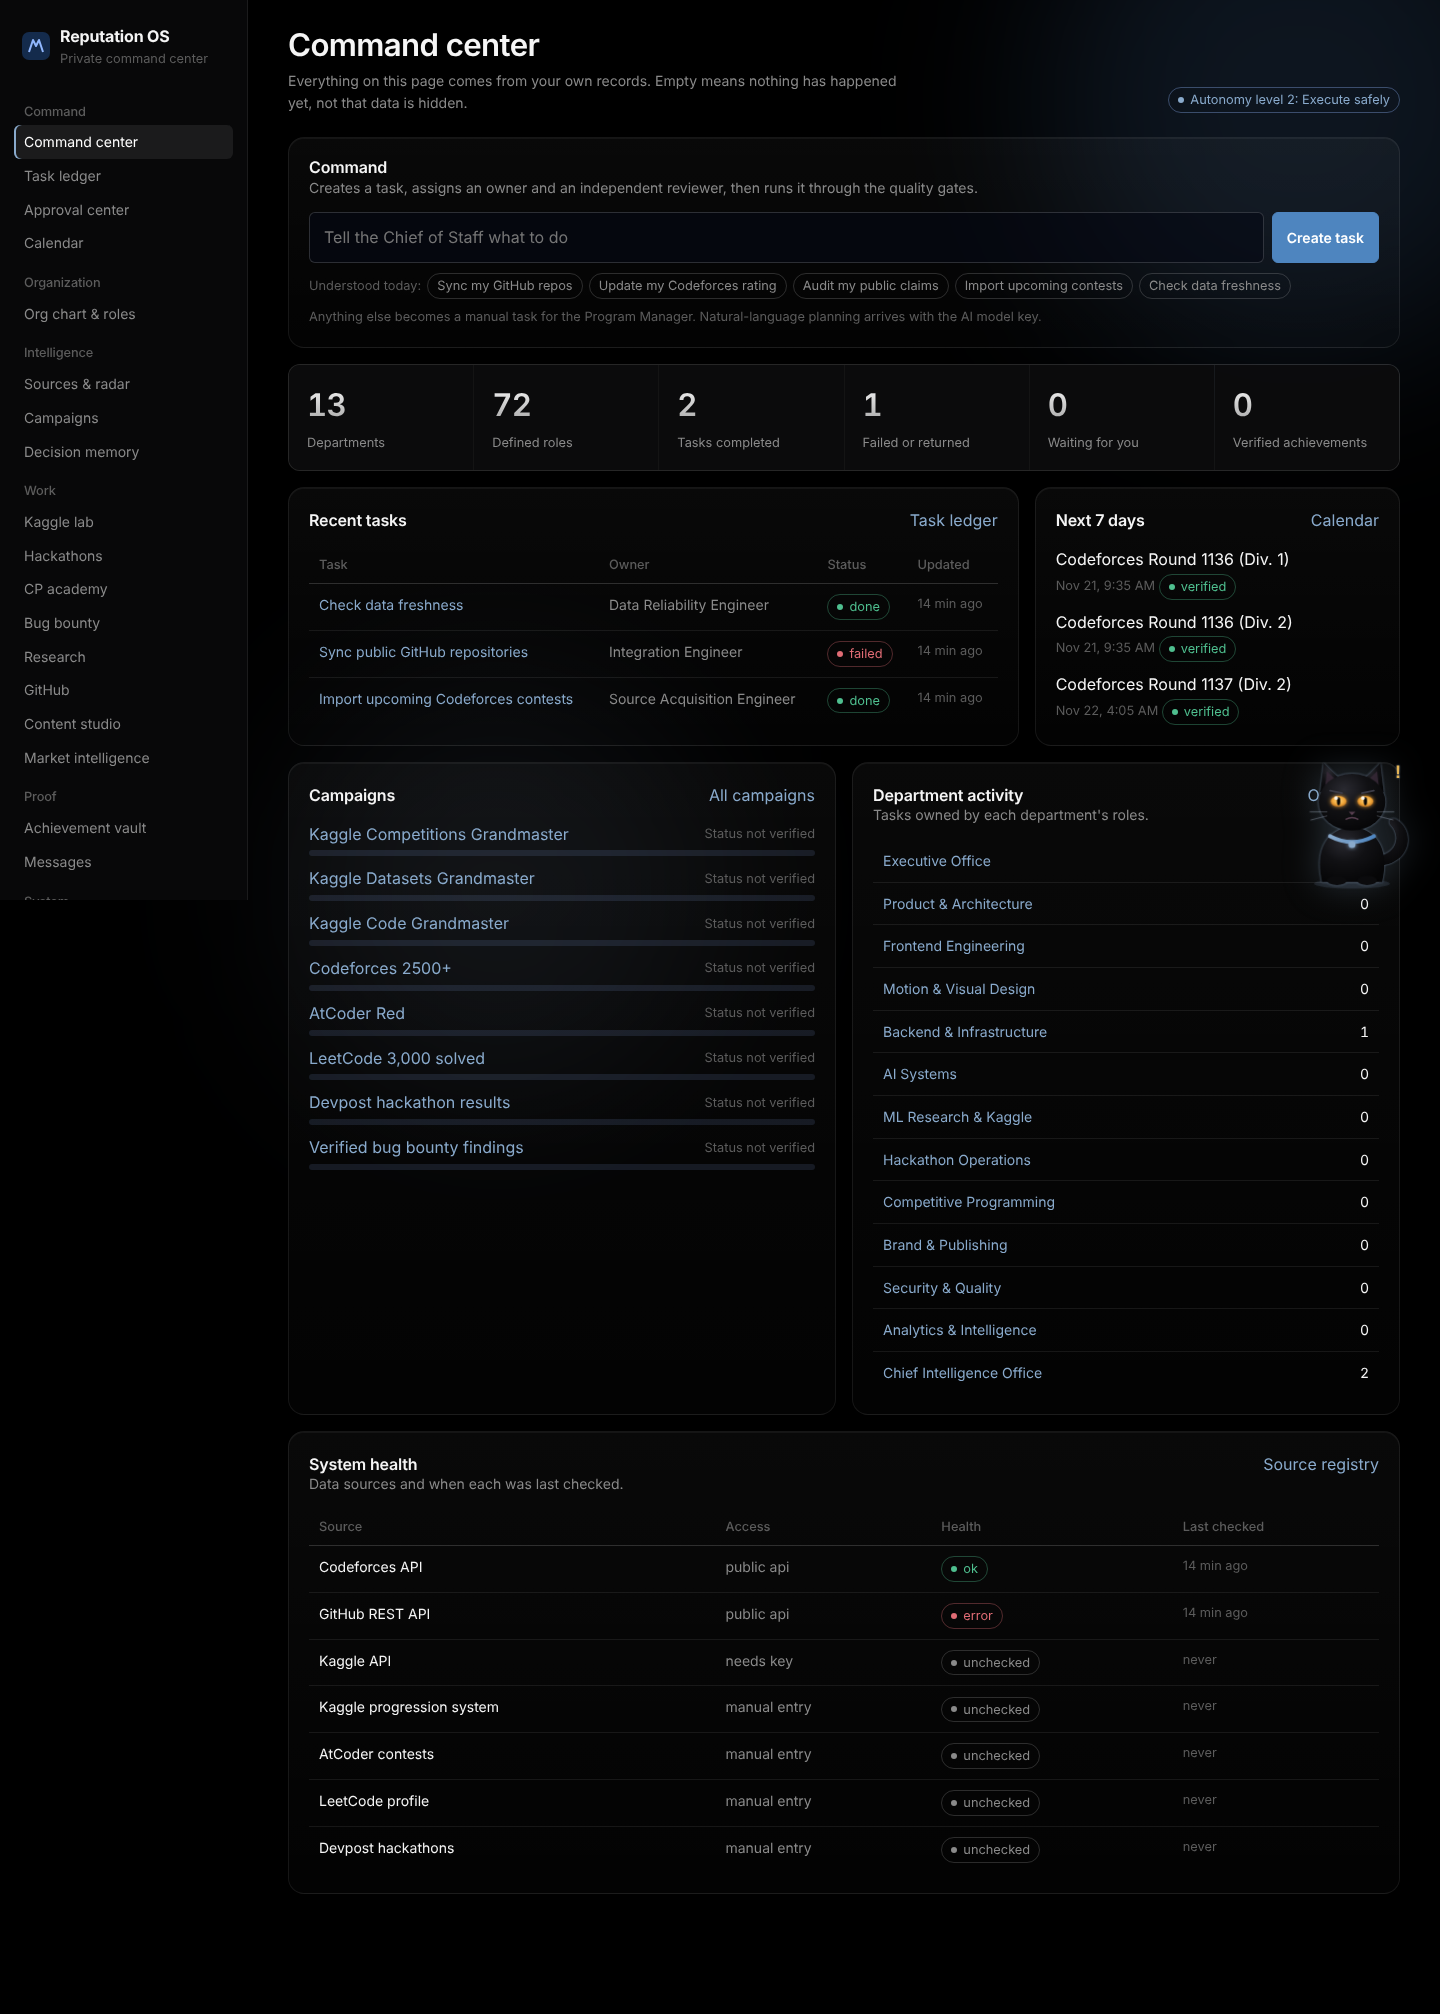 Reputation OS
Private command center
Command
Command center
Task ledger
Approval center
Calendar
Organization
Org chart & roles
Intelligence
Sources & radar
Campaigns
Decision memory
Work
Kaggle lab
Hackathons
CP academy
Bug bounty
Research
GitHub
Content studio
Market intelligence
Proof
Achievement vault
Messages
Command center
Everything on this page comes from your own records. Empty means nothing has happened
yet, not that data is hidden.
Autonomy level 2: Execute safely
Command
Creates a task, assigns an owner and an independent reviewer, then runs it through the quality gates.
Tell the Chief of Staff what to do
Create task
Understood today: Sync my GitHub repos Update my Codeforces rating Audit my public claims Import upcoming contests Check data freshness
Anything else becomes a manual task for the Program Manager. Natural-language planning arrives with the AI model key.
13 72 2 1 0 0
Departments Defined roles Tasks completed Failed or returned Waiting for you Verified achievements
Recent tasks Task ledger
Task Owner Status Updated
Check data freshness Data Reliability Engineer done 14 min ago
Sync public GitHub repositories Integration Engineer failed 14 min ago
Import upcoming Codeforces contests Source Acquisition Engineer done 14 min ago
Next 7 days Calendar
Codeforces Round 1136 (Div. 1)
Nov 21, 9:35 AM verified
Codeforces Round 1136 (Div. 2)
Nov 21, 9:35 AM verified
Codeforces Round 1137 (Div. 2)
Nov 22, 4:05 AM verified
Campaigns All campaigns
Kaggle Competitions Grandmaster Status not verified
Kaggle Datasets Grandmaster Status not verified
Kaggle Code Grandmaster Status not verified
Codeforces 2500+ Status not verified
AtCoder Red Status not verified
LeetCode 3,000 solved Status not verified
Devpost hackathon results Status not verified
Verified bug bounty findings Status not verified
Department activity
!
Tasks owned by each department's roles.
Executive Office
Product & Architecture 0
Frontend Engineering 0
Motion & Visual Design 0
Backend & Infrastructure 1
AI Systems 0
ML Research & Kaggle 0
Hackathon Operations 0
Competitive Programming 0
Brand & Publishing 0
Security & Quality 0
Analytics & Intelligence 0
Chief Intelligence Office 2
System health Source registry
Data sources and when each was last checked.
Source Access Health Last checked
Codeforces API public api ok 14 min ago
GitHub REST API public api error 14 min ago
Kaggle API needs key unchecked never
Kaggle progression system manual entry unchecked never
AtCoder contests manual entry unchecked never
LeetCode profile manual entry unchecked never
Devpost hackathons manual entry unchecked never